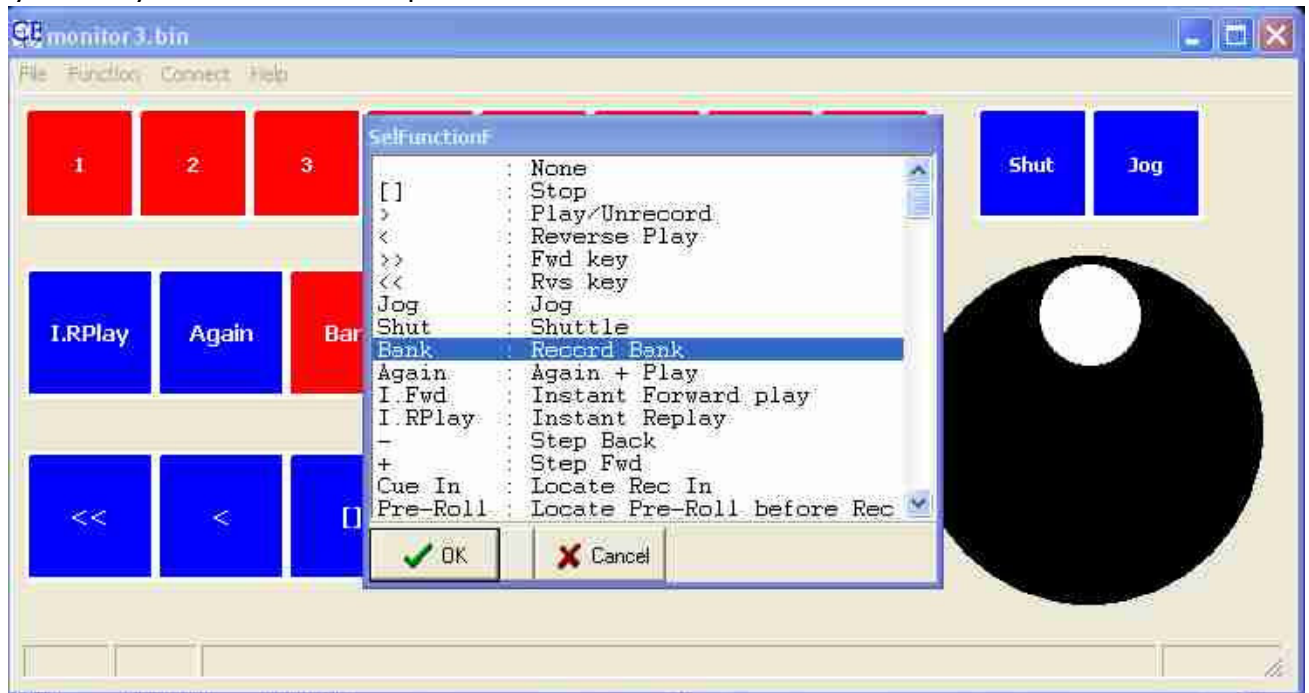 monitor3.bin
File Function Connect Help
1 2 3 Shut Jog
SelFunctionF
: None
[] : Stop
> : Play/Unrecord
< : Reverse Play
>> : Fwd key
<< : Rvs key
Jog : Jog
Shut : Shuttle
Bank : Record Bank
Again : Again + Play
I.Fwd : Instant Forward play
I.RPlay : Instant Replay
- : Step Back
+ : Step Fwd
Cue In : Locate Rec In
Pre-Roll : Locate Pre-Roll before Rec
I.RPlay Again Ban
<< < []
OK Cancel